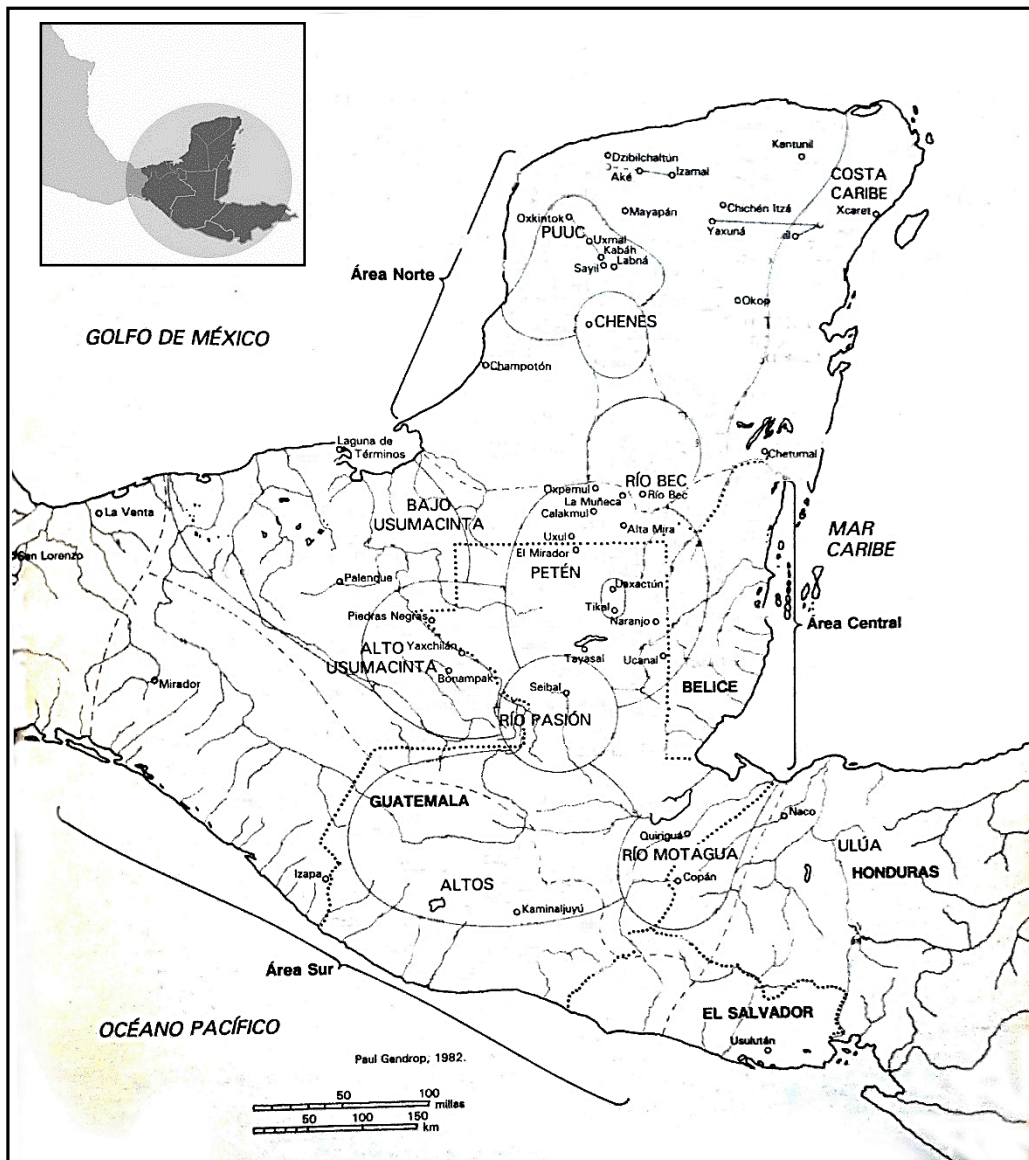 Dzibilchaltún
Kantunil
Aké
Izamal
COSTA
CARIBE
Xcaret
Oxkintok
Mayapán
Chichén Itzá
PUUC
Yaxuná
Uxmal
Kabáh
Sayil
Labná
Área Norte
Okop
GOLFO DE MÉXICO
CHENES
Champotón
Laguna de
Términos
Chetumal
RÍO BEC
Oxpemul
La Muñeca
Río Bec
BAJO
USUMACINTA
Calakmul
La Venta
Alta Mira
MAR
CARIBE
Uxul
San Lorenzo
El Mirador
PETÉN
Palenque
Uaxactún
Tikal
Piedras Negras
Naranjo
Área Central
ALTO
USUMACINTA
Yaxchilán
Tayasal
Ucanal
Bonampak
Mirador
Seibal
BELICE
RÍO PASIÓN
GUATEMALA
Naco
Quiriguá
RÍO MOTAGUA
ULÚA
HONDURAS
Izapa
ALTOS
Copán
Kaminaljuyú
Área Sur
EL SALVADOR
OCÉANO PACÍFICO
Usulután
Paul Gendrop, 1982.
50 100
millas
50 100 150
km